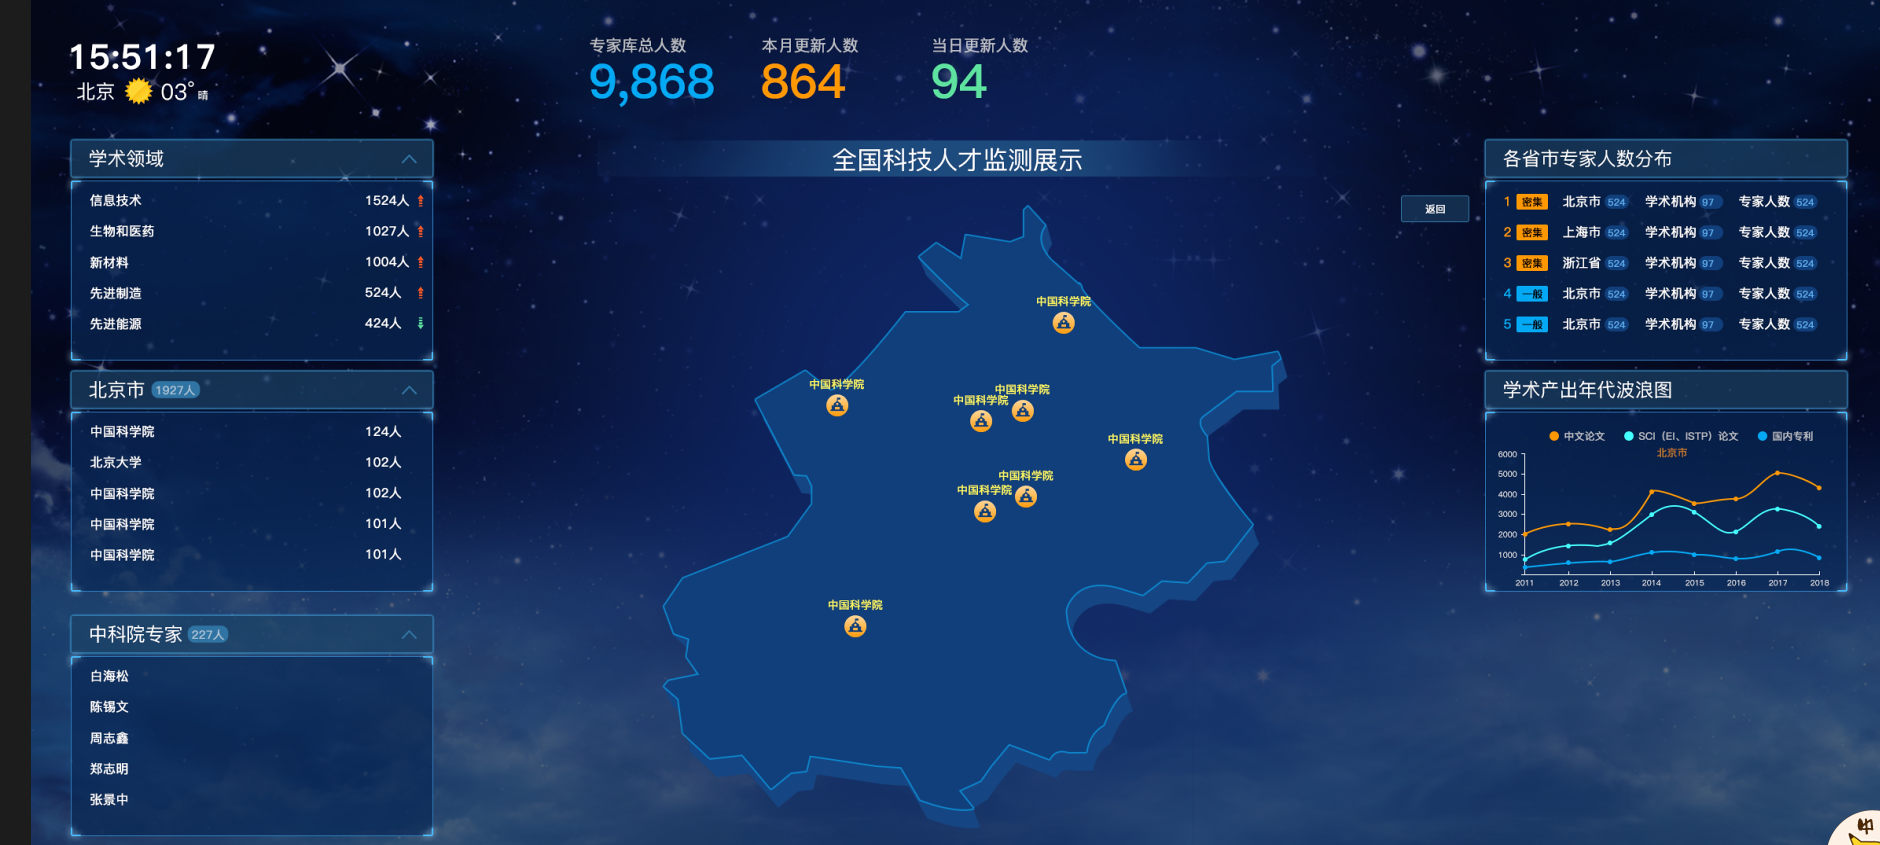 15:51:17
北京 03° 晴
专家库总人数 本月更新人数 当日更新人数
9,868 864 94
学术领域
信息技术 1524人
生物和医药 1027人
新材料 1004人
先进制造 524人
先进能源 424人
北京市 1927人
中国科学院 124人
北京大学 102人
中国科学院 102人
中国科学院 101人
中国科学院 101人
中科院专家 227人
白海松
陈锡文
周志鑫
郑志明
张景中
全国科技人才监测展示
返回
中国科学院
中国科学院
中国科学院
中国科学院
中国科学院
中国科学院
中国科学院
中国科学院
各省市专家人数分布
1 密集 北京市 524 学术机构 97 专家人数 524
2 密集 上海市 524 学术机构 97 专家人数 524
3 密集 浙江省 524 学术机构 97 专家人数 524
4 一般 北京市 524 学术机构 97 专家人数 524
5 一般 北京市 524 学术机构 97 专家人数 524
学术产出年代波浪图
中文论文 SCI（EI、ISTP）论文 国内专利
北京市
6000
5000
4000
3000
2000
1000
2011 2012 2013 2014 2015 2016 2017 2018